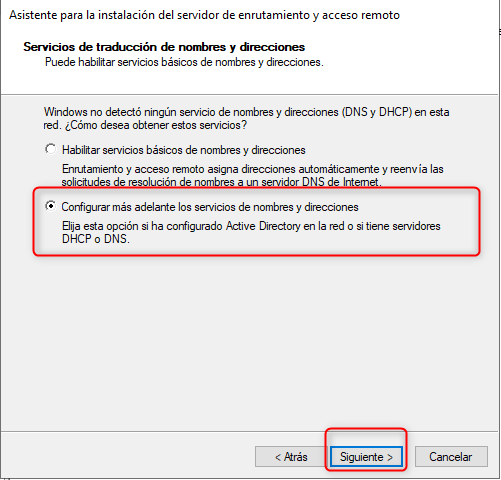 Asistente para la instalación del servidor de enrutamiento y acceso remoto
Servicios de traducción de nombres y direcciones
Puede habilitar servicios básicos de nombres y direcciones.
Windows no detectó ningún servicio de nombres y direcciones (DNS y DHCP) en esta
red. ¿Cómo desea obtener estos servicios?
Habilitar servicios básicos de nombres y direcciones
Enrutamiento y acceso remoto asigna direcciones automáticamente y reenvía las
solicitudes de resolución de nombres a un servidor DNS de Internet.
Configurar más adelante los servicios de nombres y direcciones
Elija esta opción si ha configurado Active Directory en la red o si tiene servidores
DHCP o DNS.
< Atrás Siguiente > Cancelar